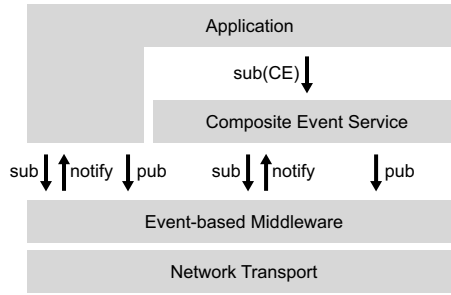 Application
sub(CE)
Composite Event Service
sub notify pub sub notify pub
Event-based Middleware
Network Transport